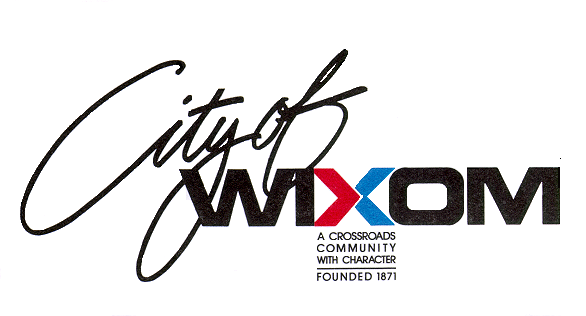 City of
WIXOM
A CROSSROADS
COMMUNITY
WITH CHARACTER
FOUNDED 1871